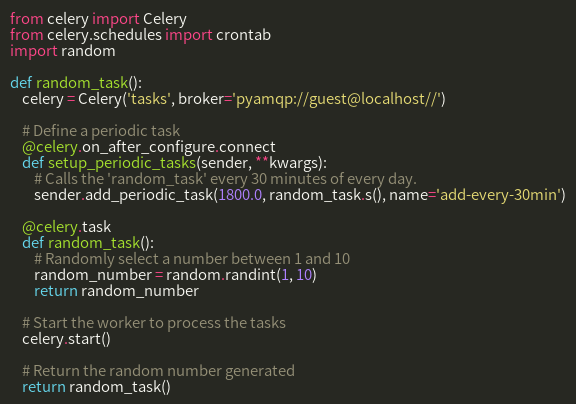 from celery import Celery
from celery.schedules import crontab
import random

def random_task():
    celery = Celery('tasks', broker='pyamqp://guest@localhost//')

    # Define a periodic task
    @celery.on_after_configure.connect
    def setup_periodic_tasks(sender, **kwargs):
        # Calls the 'random_task' every 30 minutes of every day.
        sender.add_periodic_task(1800.0, random_task.s(), name='add-every-30min')

    @celery.task
    def random_task():
        # Randomly select a number between 1 and 10
        random_number = random.randint(1, 10)
        return random_number

    # Start the worker to process the tasks
    celery.start()

    # Return the random number generated
    return random_task()